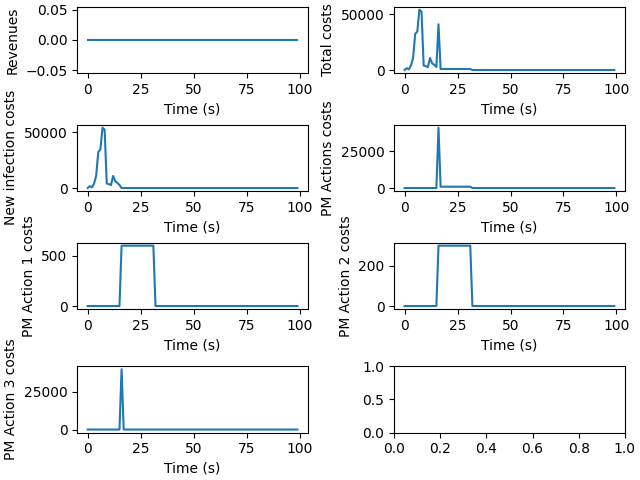 Revenues
0.05
0.00
−0.05
0 25 50 75 100
Time (s)
Total costs
50000
0
0 25 50 75 100
Time (s)
New infection costs
50000
0
0 25 50 75 100
Time (s)
PM Actions costs
25000
0
0 25 50 75 100
Time (s)
PM Action 1 costs
500
0
0 25 50 75 100
Time (s)
PM Action 2 costs
200
0
0 25 50 75 100
Time (s)
PM Action 3 costs
25000
0
0 25 50 75 100
Time (s)
1.0
0.5
0.0
0.0 0.2 0.4 0.6 0.8 1.0